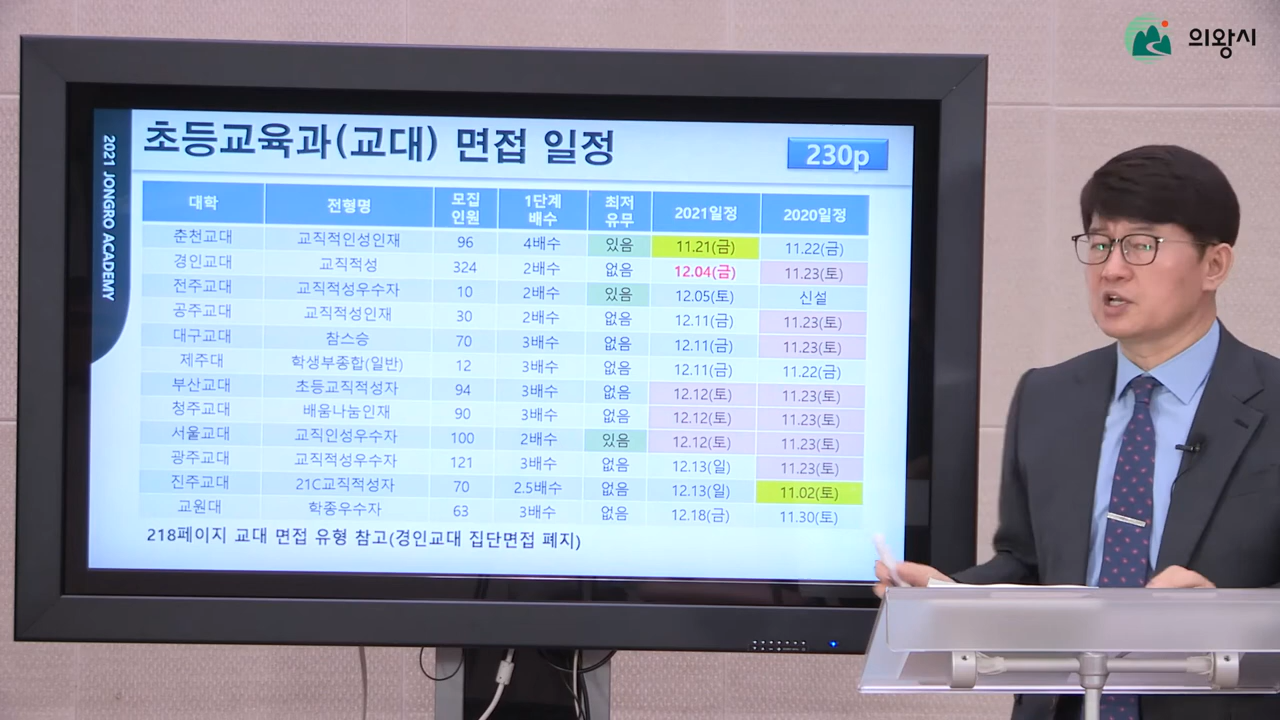 의왕시
2021 JONGRO ACADEMY
초등교육과(교대) 면접 일정
230p
대학 전형명 모집인원 1단계배수 최저유무 2021일정 2020일정
춘천교대 교직적인성인재 96 4배수 있음 11.21(금) 11.22(금)
경인교대 교직적성 324 2배수 없음 12.04(금) 11.23(토)
전주교대 교직적성우수자 10 2배수 있음 12.05(토) 신설
공주교대 교직적성인재 30 2배수 없음 12.11(금) 11.23(토)
대구교대 참스승 70 3배수 없음 12.11(금) 11.23(토)
제주대 학생부종합(일반) 12 3배수 없음 12.11(금) 11.22(금)
부산교대 초등교직적성자 94 3배수 없음 12.12(토) 11.23(토)
청주교대 배움나눔인재 90 3배수 없음 12.12(토) 11.23(토)
서울교대 교직인성우수자 100 2배수 있음 12.12(토) 11.23(토)
광주교대 교직적성우수자 121 3배수 없음 12.13(일) 11.23(토)
진주교대 21C교직적성자 70 2.5배수 없음 12.13(일) 11.02(토)
교원대 학종우수자 63 3배수 없음 12.18(금) 11.30(토)
218페이지 교대 면접 유형 참고(경인교대 집단면접 폐지)